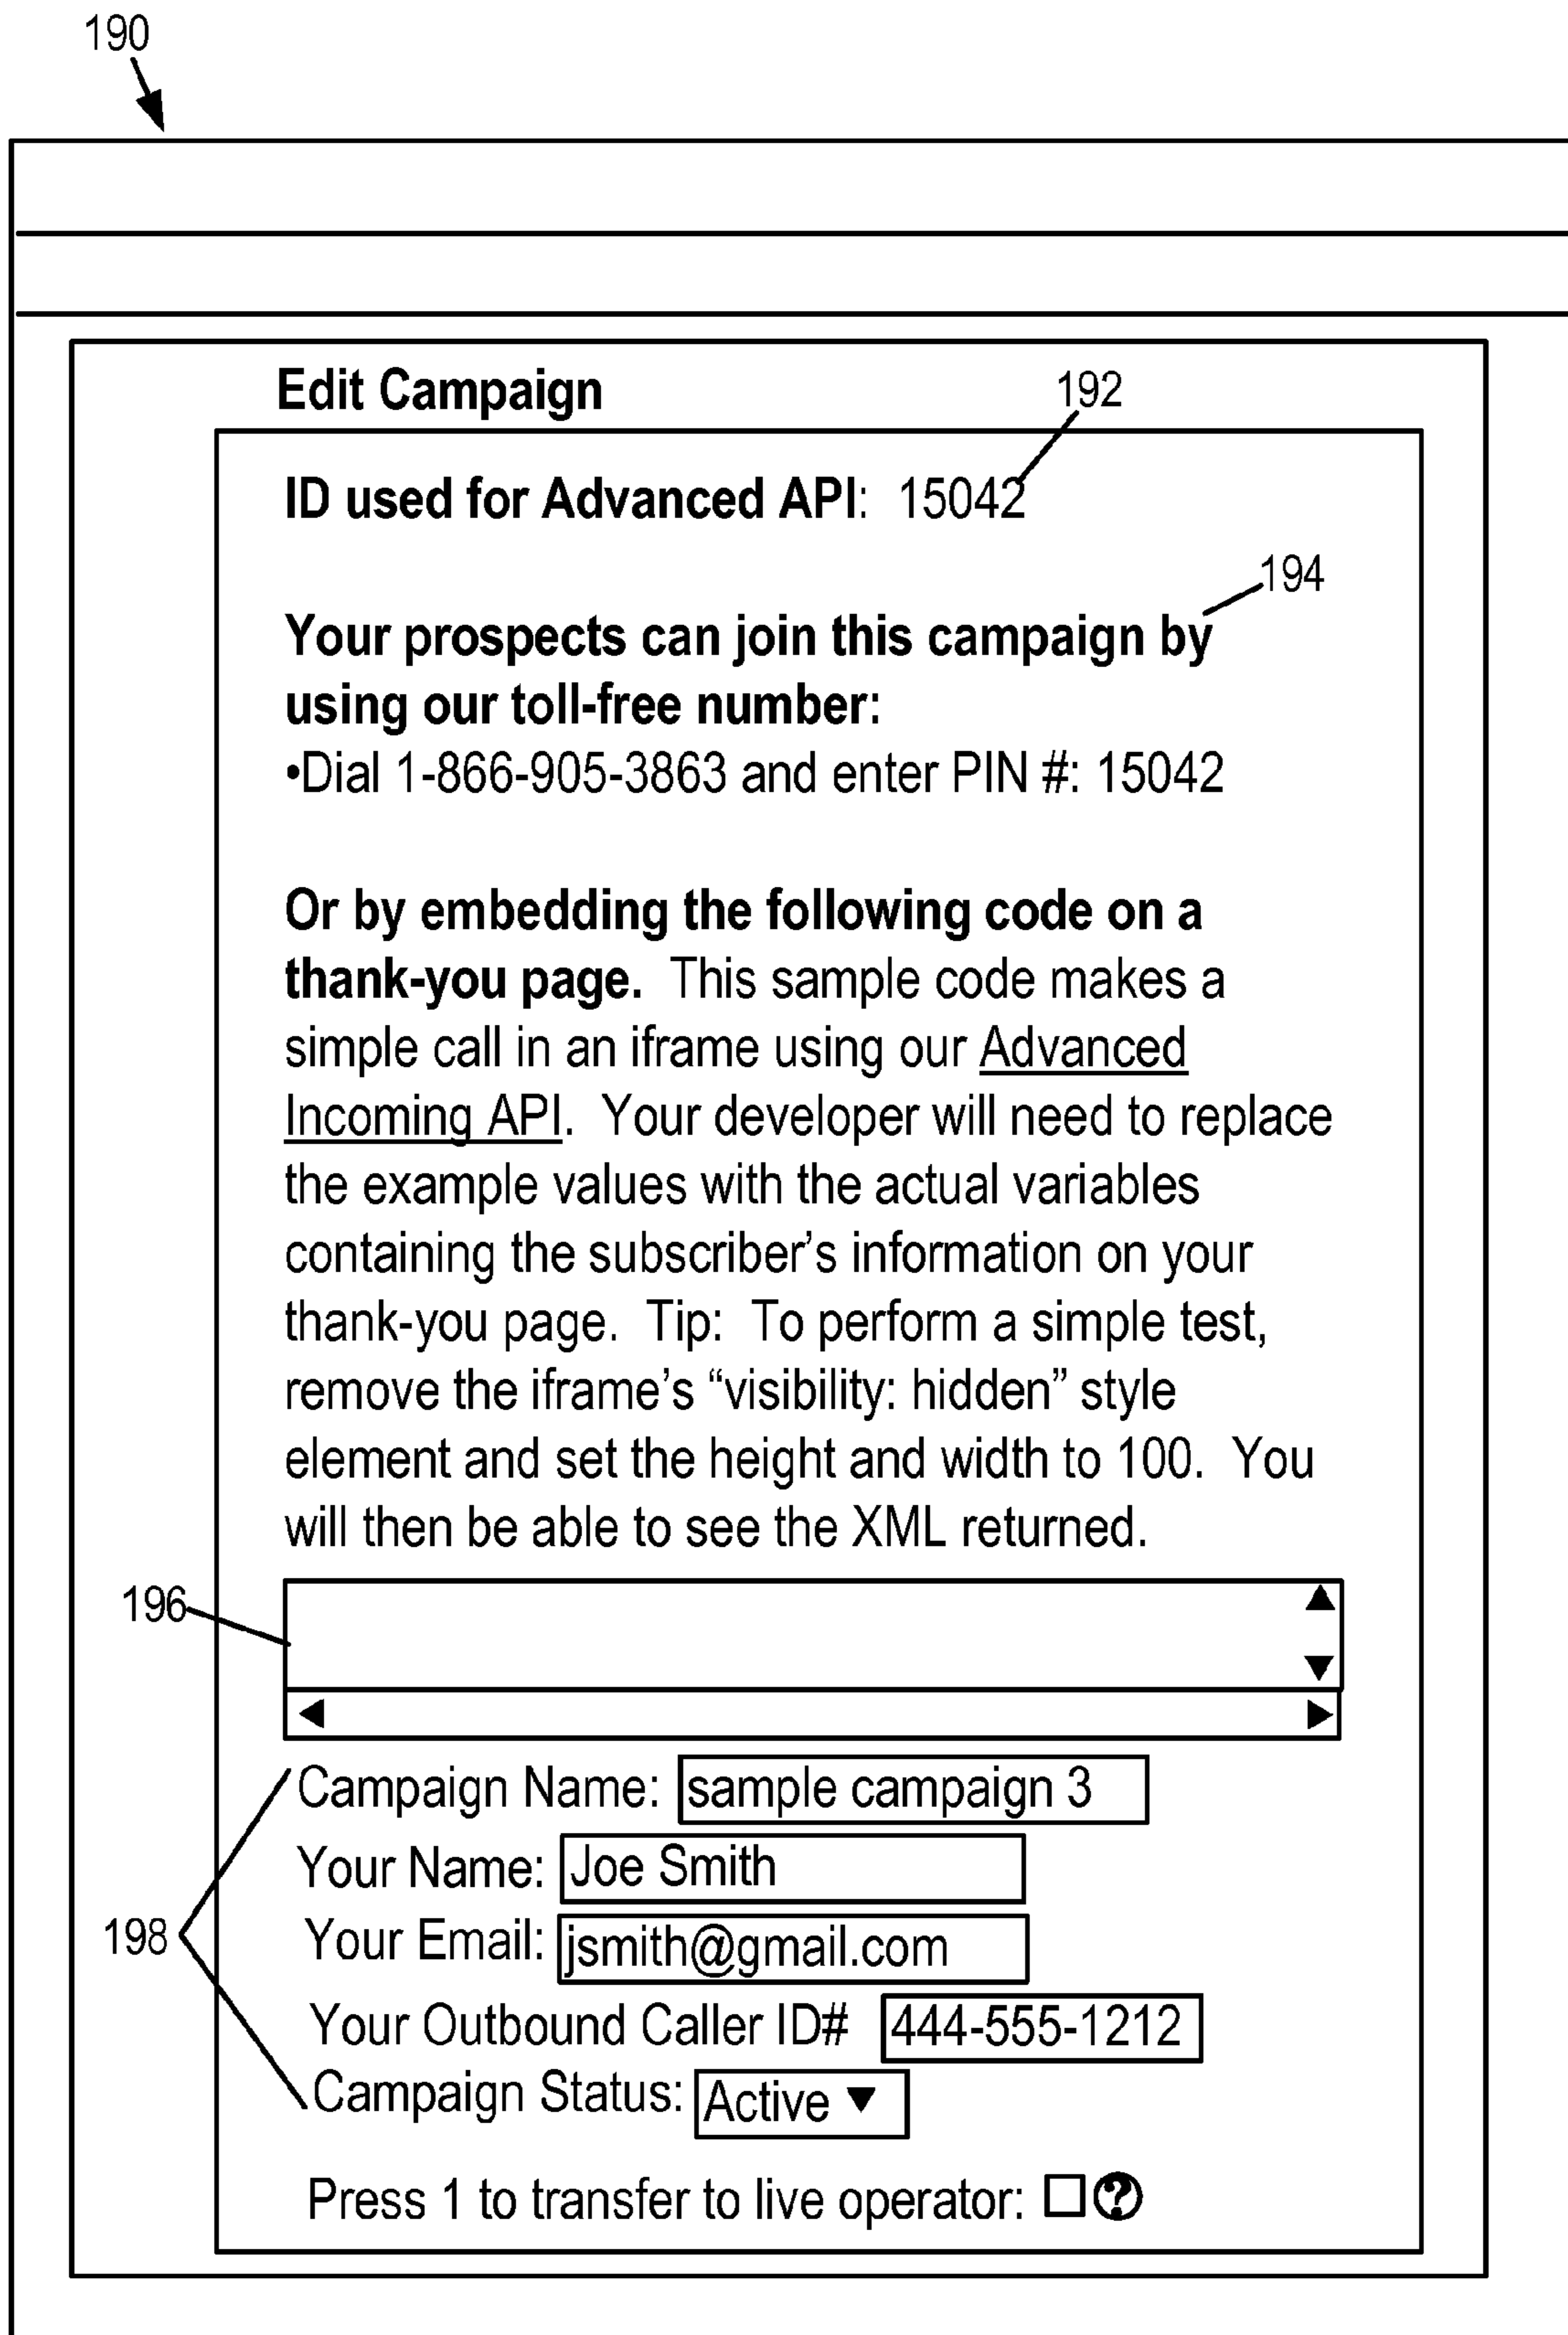 190
Edit Campaign
192
ID used for Advanced API: 15042
194
Your prospects can join this campaign by
using our toll-free number:
•Dial 1-866-905-3863 and enter PIN #: 15042
Or by embedding the following code on a
thank-you page. This sample code makes a
simple call in an iframe using our Advanced
Incoming API. Your developer will need to replace
the example values with the actual variables
containing the subscriber’s information on your
thank-you page. Tip: To perform a simple test,
remove the iframe’s “visibility: hidden” style
element and set the height and width to 100. You
will then be able to see the XML returned.
196
Campaign Name: sample campaign 3
Your Name: Joe Smith
198
Your Email: jsmith@gmail.com
Your Outbound Caller ID# 444-555-1212
Campaign Status: Active ▼
Press 1 to transfer to live operator: ?